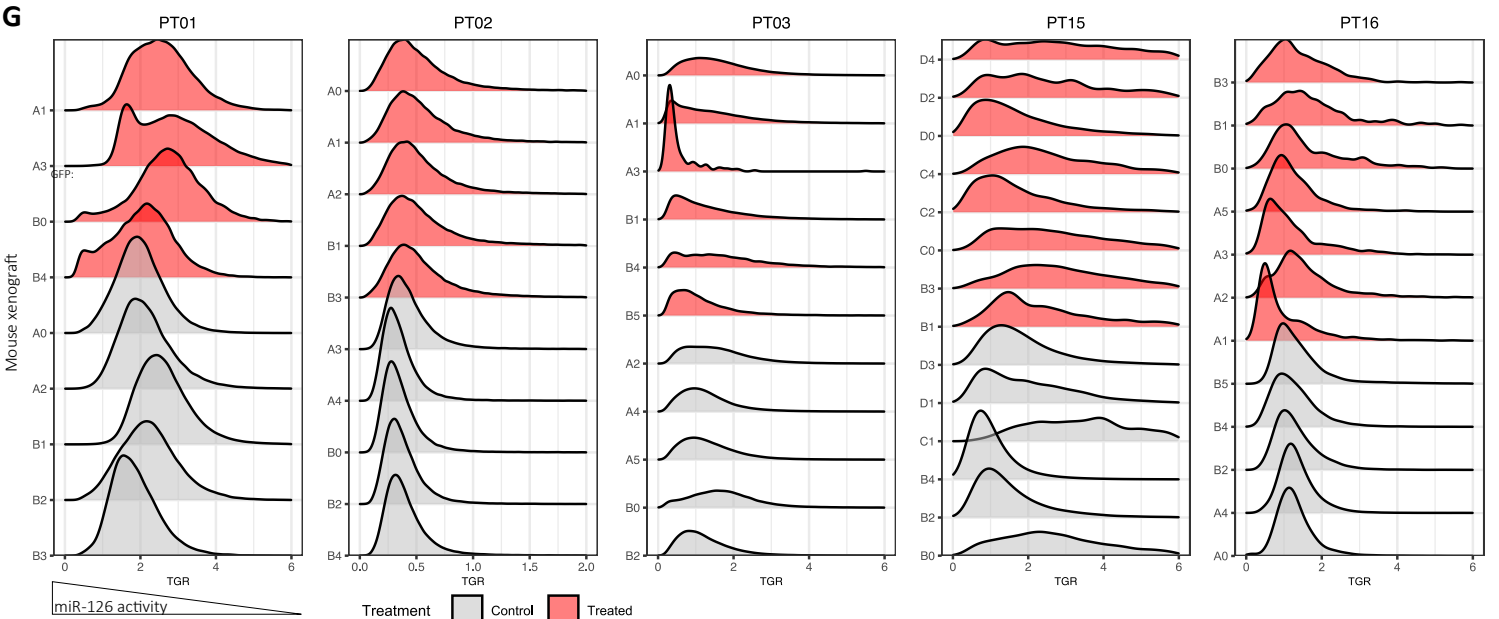 G
PT01
PT02
PT03
PT15
PT16
Mouse xenograft
A1
A3
GFP:
B0
B4
A0
A2
B1
B2
B3
0
2
4
6
TGR
A0
A1
A2
B1
B3
A3
A4
B0
B2
B4
0.0
0.5
1.0
1.5
2.0
TGR
A0
A1
A3
B1
B4
B5
A2
A4
A5
B0
B2
0
2
4
6
TGR
D4
D2
D0
C4
C2
C0
B3
B1
D3
D1
C1
B4
B2
B0
0
2
4
6
TGR
B3
B1
B0
A5
A3
A2
A1
B5
B4
B2
A4
A0
0
2
4
6
TGR
miR-126 activity
Treatment
Control
Treated